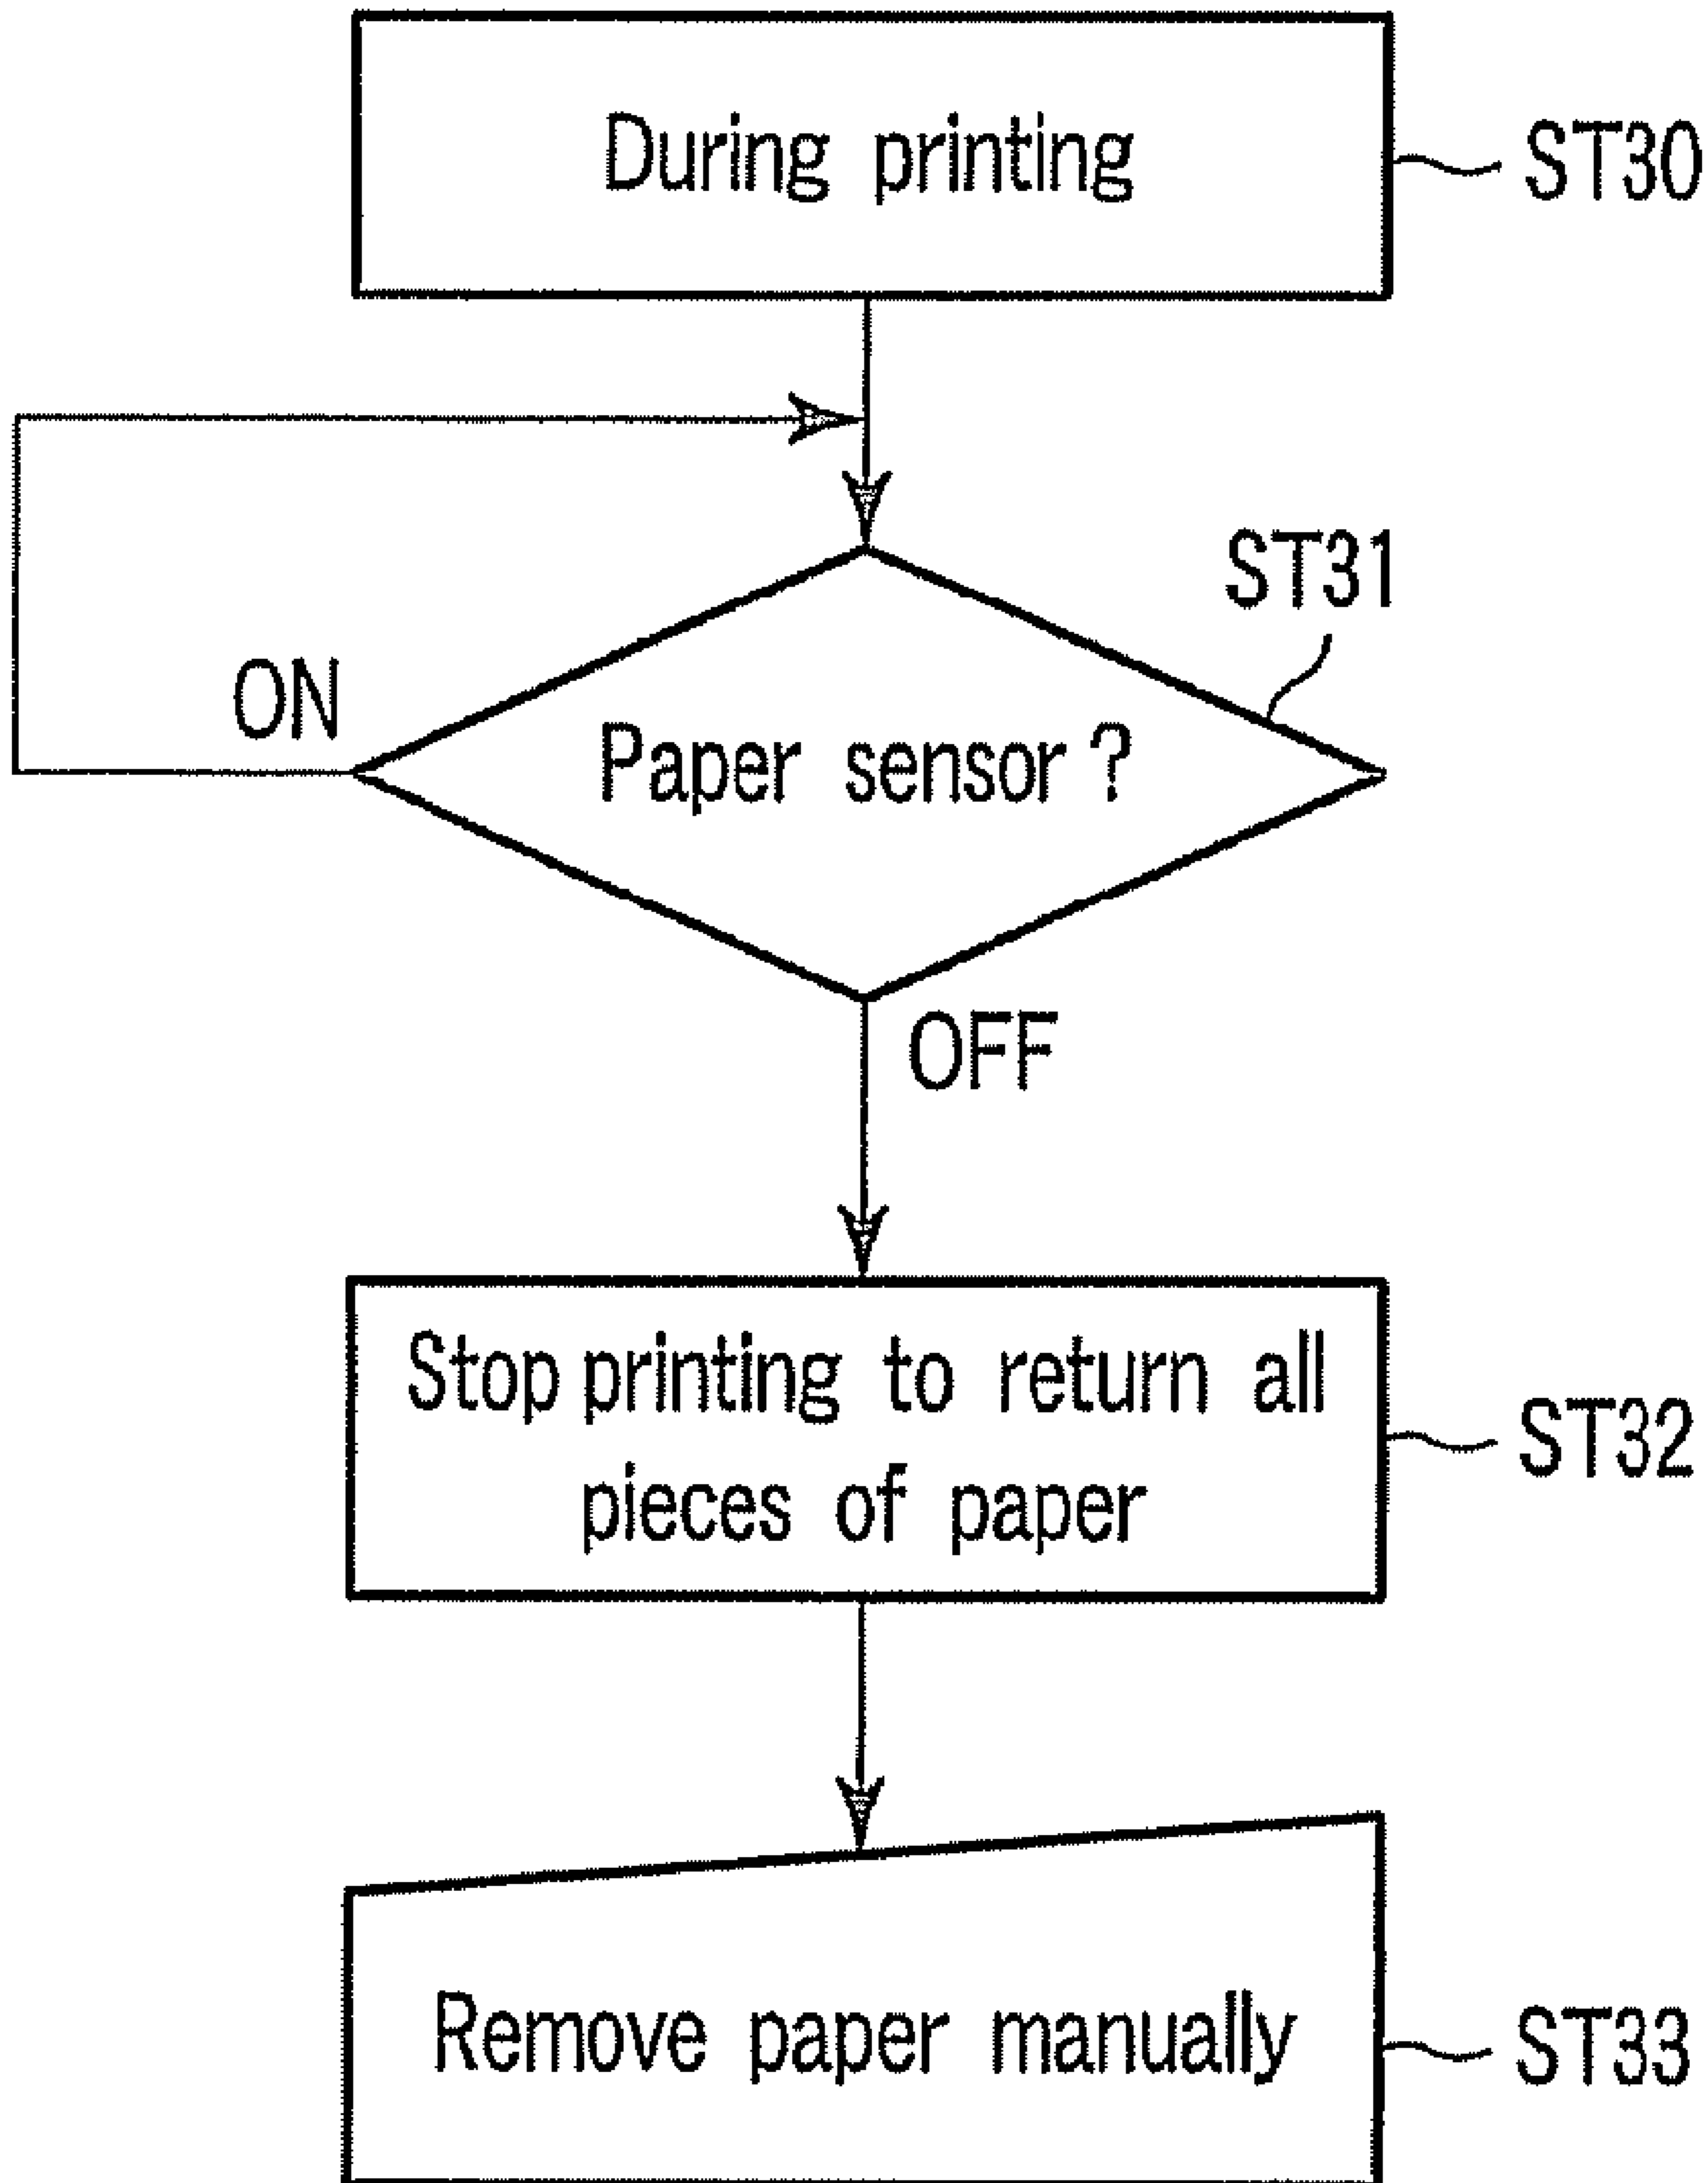 During printing
ST30
ST31
ON
Paper sensor?
OFF
Stop printing to return all
pieces of paper
ST32
Remove paper manually
ST33